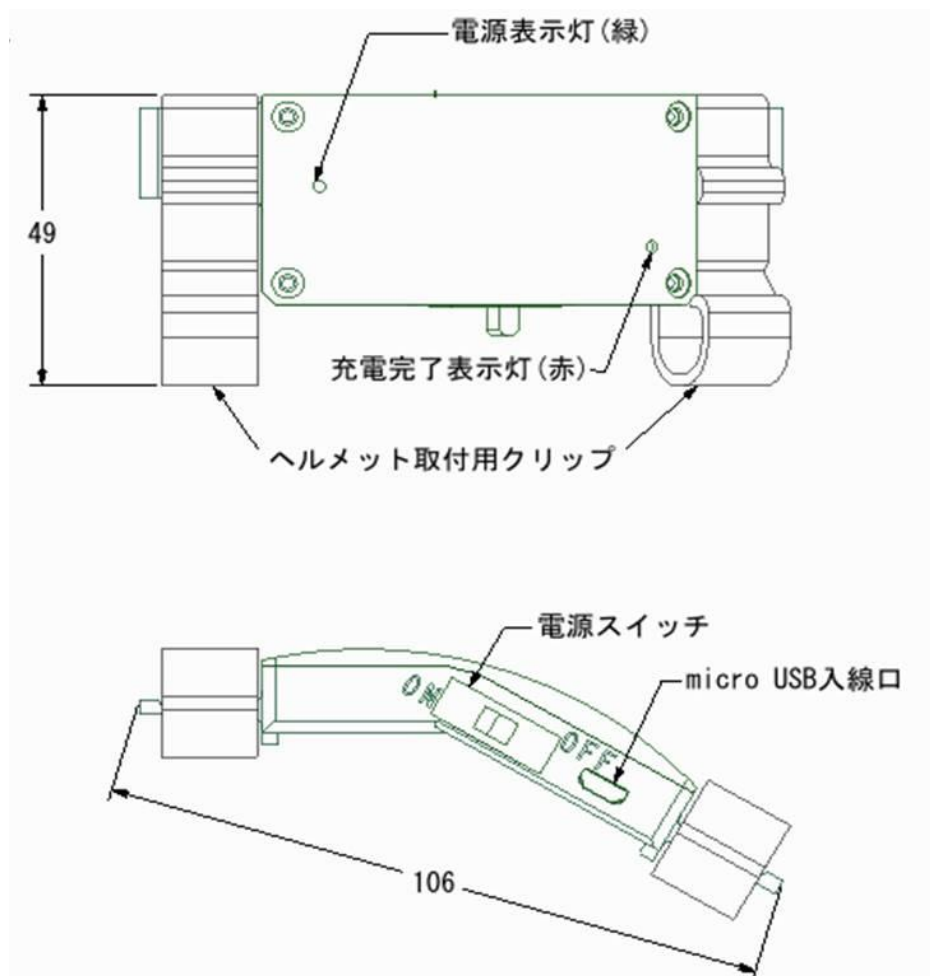 電源表示灯(緑)
49
充電完了表示灯(赤)
ヘルメット取付用クリップ
電源スイッチ
micro USB入線口
ON
OFF
106